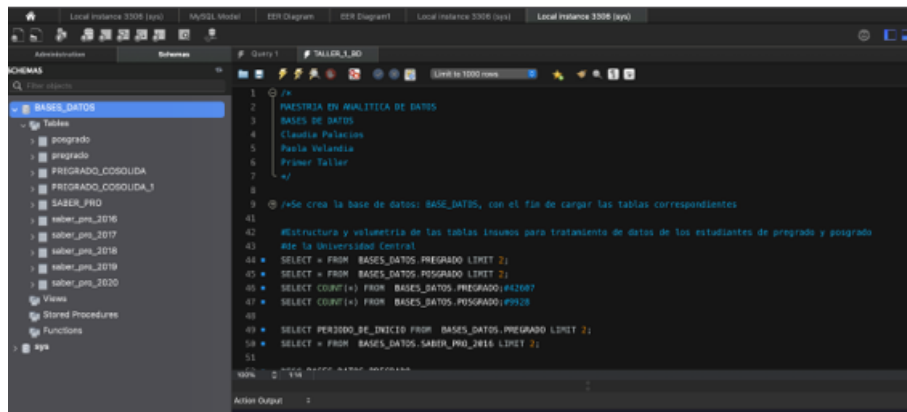 Local instance 3306 (sys) MySQL Model EER Diagram EER Diagram1 Local instance 3306 (sys) Local instance 3306 (sys)
Administration Schemas Query 1 TALLER_1_BD
SCHEMAS
Limit to 1000 rows
Filter objects
BASES_DATOS
Tables
posgrado
pregrado
PREGRADO_COSOLIDA
PREGRADO_COSOLIDA_1
SABER_PRO
saber_pro_2016
saber_pro_2017
saber_pro_2018
saber_pro_2019
saber_pro_2020
Views
Stored Procedures
Functions
sys
1 /*
2 MAESTRIA EN ANALITICA DE DATOS
3 BASES DE DATOS
4 Claudia Palacios
5 Paola Velandia
6 Primer Taller
7 */
8
9 /*Se crea la base de datos: BASE_DATOS, con el fin de cargar las tablas correspondientes
41
42 #Estructura y volumetria de las tablas insumos para tratamiento de datos de los estudiantes de pregrado y posgrado
43 #de la Universidad Central
44 SELECT * FROM BASES_DATOS.PREGRADO LIMIT 2;
45 SELECT * FROM BASES_DATOS.POSGRADO LIMIT 2;
46 SELECT COUNT(*) FROM BASES_DATOS.PREGRADO;#42607
47 SELECT COUNT(*) FROM BASES_DATOS.POSGRADO;#9928
48
49 SELECT PERIODO_DE_INICIO FROM BASES_DATOS.PREGRADO LIMIT 2;
50 SELECT * FROM BASES_DATOS.SABER_PRO_2016 LIMIT 2;
51
100% 1:14
Action Output